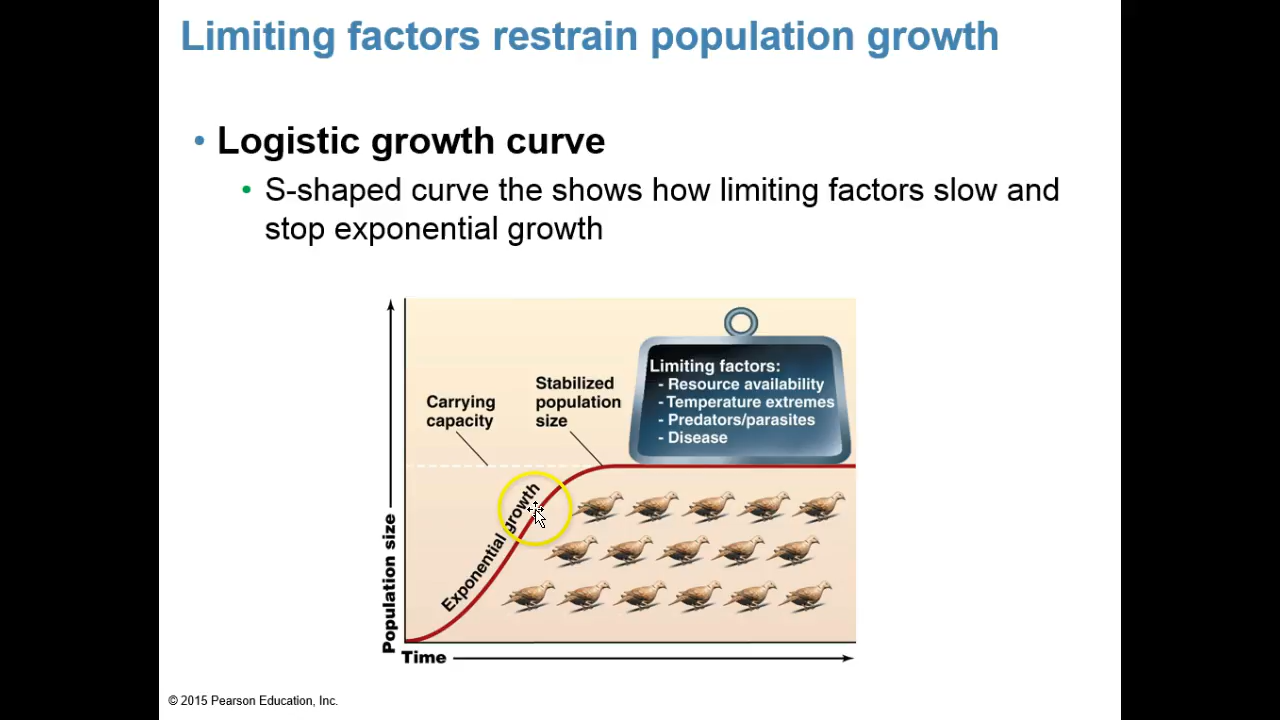 Limiting factors restrain population growth
• Logistic growth curve
• S-shaped curve the shows how limiting factors slow and
stop exponential growth
Limiting factors:
- Resource availability
- Temperature extremes
- Predators/parasites
- Disease
Stabilized
population
size
Carrying
capacity
Exponential growth
Population size
Time
© 2015 Pearson Education, Inc.